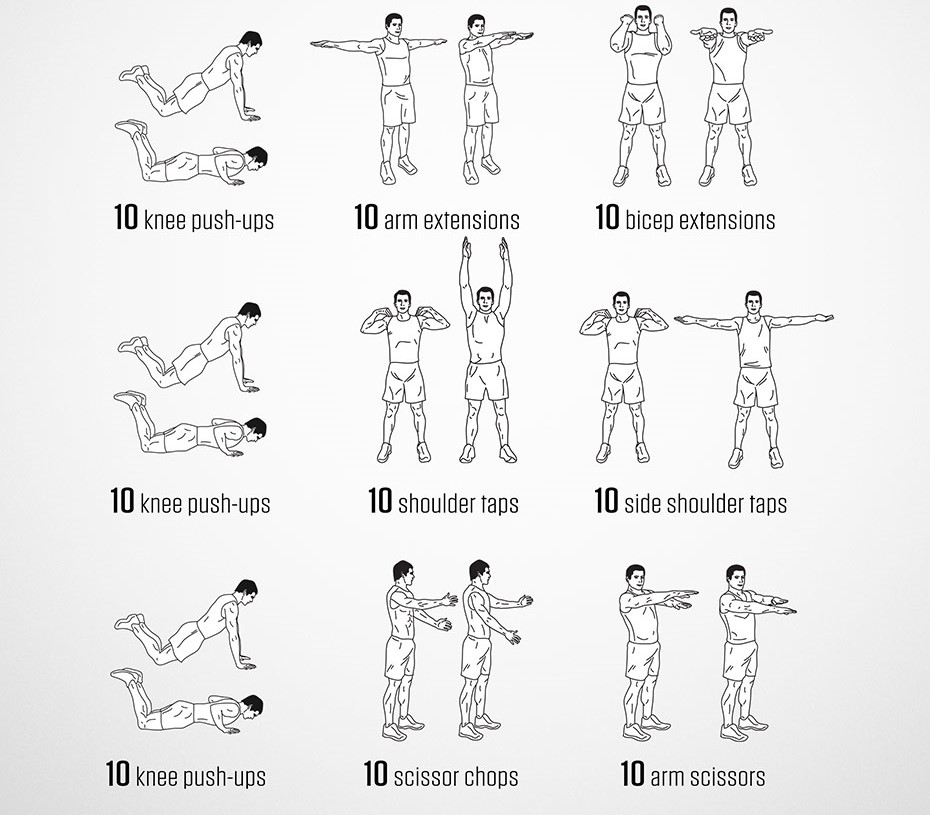 10 knee push-ups
10 arm extensions
10 bicep extensions
10 knee push-ups
10 shoulder taps
10 side shoulder taps
10 knee push-ups
10 scissor chops
10 arm scissors